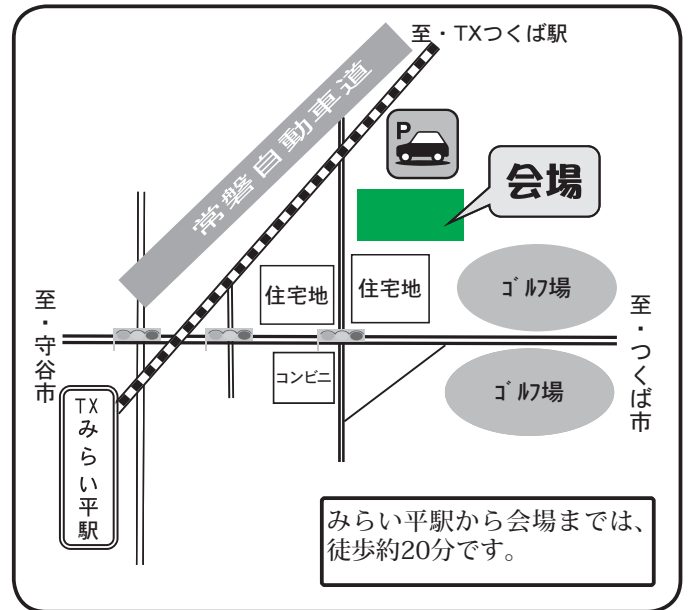 至・TXつくば駅
常磐自動車道
P
会場
住宅地
住宅地
ｺﾞﾙﾌ場
至・守谷市
至・つくば市
コンビニ
ｺﾞﾙﾌ場
TXみらい平駅
みらい平駅から会場までは、
徒歩約20分です。